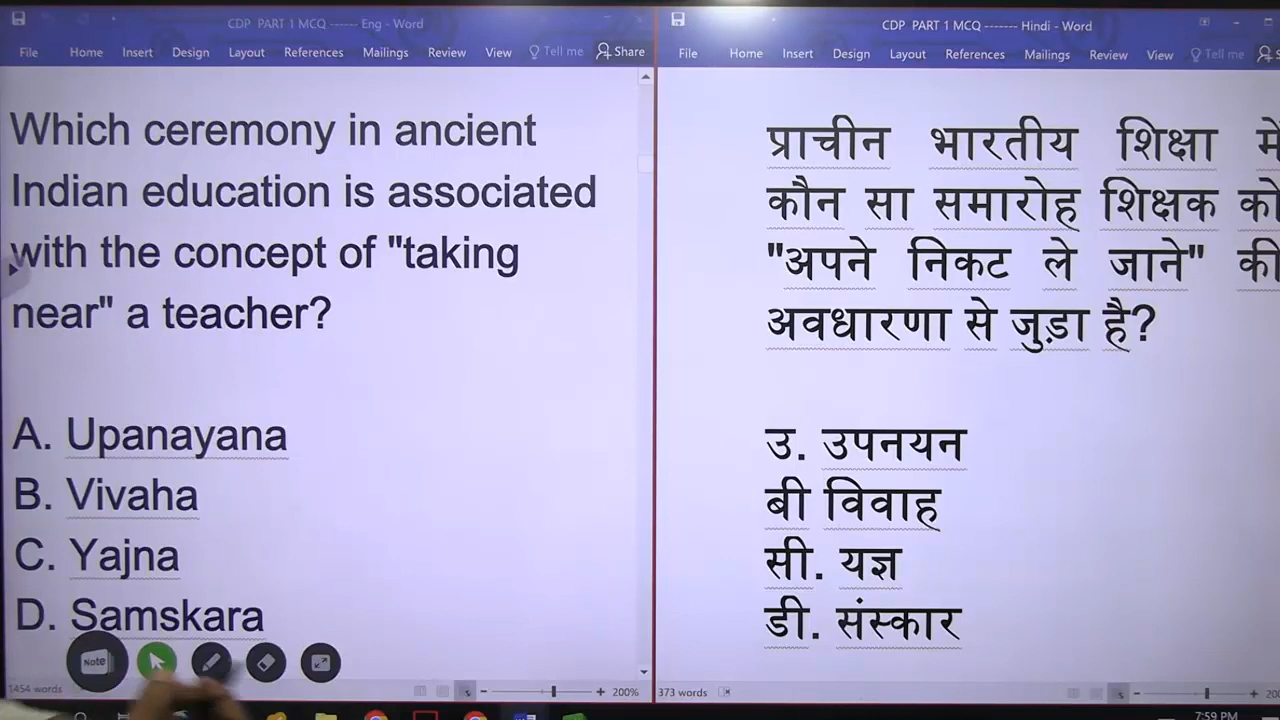 CDP PART 1 MCQ ------ Eng - Word
File Home Insert Design Layout References Mailings Review View Tell me Share
Which ceremony in ancient
Indian education is associated
with the concept of "taking
near" a teacher?
A. Upanayana
B. Vivaha
C. Yajna
D. Samskara
Note
1454 words
200%
CDP PART 1 MCQ ------- Hindi - Word
File Home Insert Design Layout References Mailings Review View Tell me
प्राचीन भारतीय शिक्षा में
कौन सा समारोह शिक्षक को
"अपने निकट ले जाने" की
अवधारणा से जुड़ा है?
उ. उपनयन
बी विवाह
सी. यज्ञ
डी. संस्कार
373 words
7:59 PM